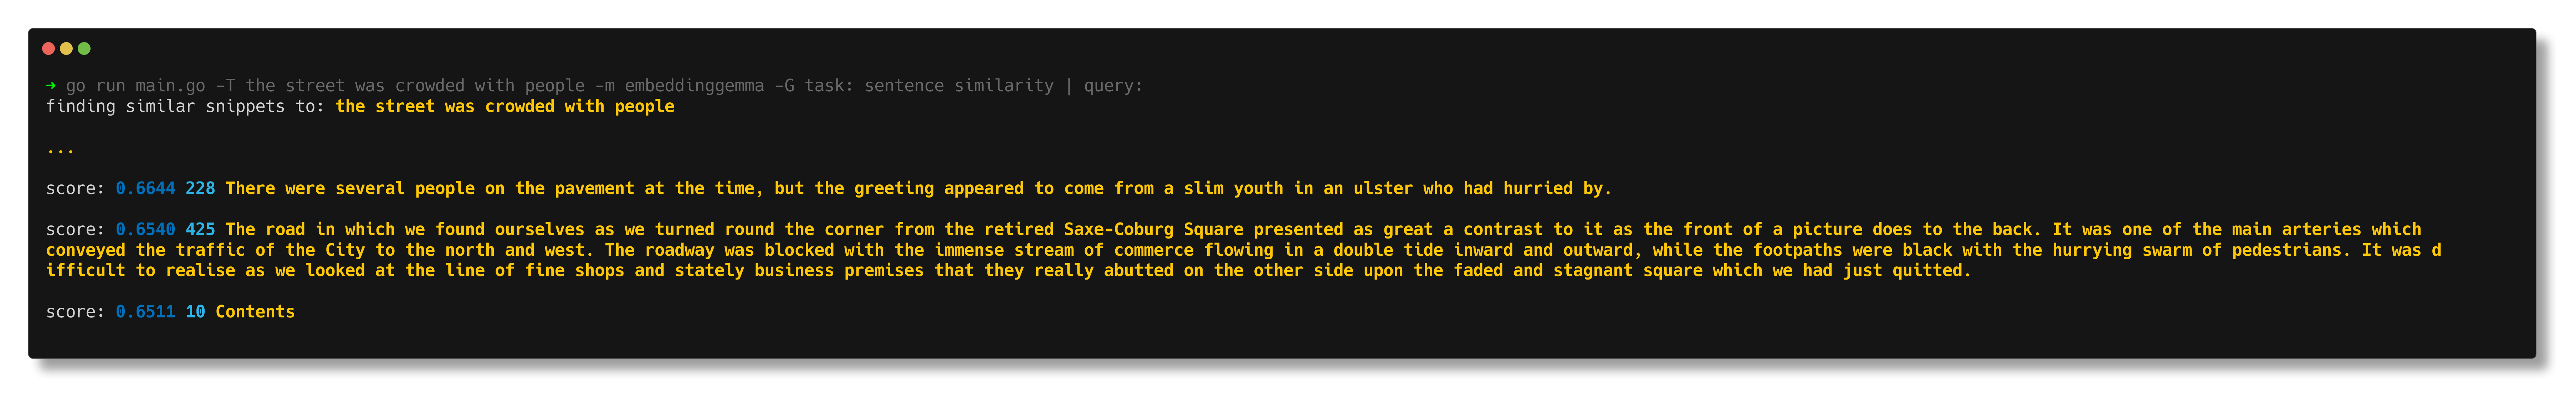 → go run main.go -T the street was crowded with people -m embeddinggemma -G task: sentence similarity | query:
finding similar snippets to: the street was crowded with people
...
score: 0.6644 228 There were several people on the pavement at the time, but the greeting appeared to come from a slim youth in an ulster who had hurried by.
score: 0.6540 425 The road in which we found ourselves as we turned round the corner from the retired Saxe-Coburg Square presented as great a contrast to it as the front of a picture does to the back. It was one of the main arteries which
conveyed the traffic of the City to the north and west. The roadway was blocked with the immense stream of commerce flowing in a double tide inward and outward, while the footpaths were black with the hurrying swarm of pedestrians. It was d
ifficult to realise as we looked at the line of fine shops and stately business premises that they really abutted on the other side upon the faded and stagnant square which we had just quitted.
score: 0.6511 10 Contents